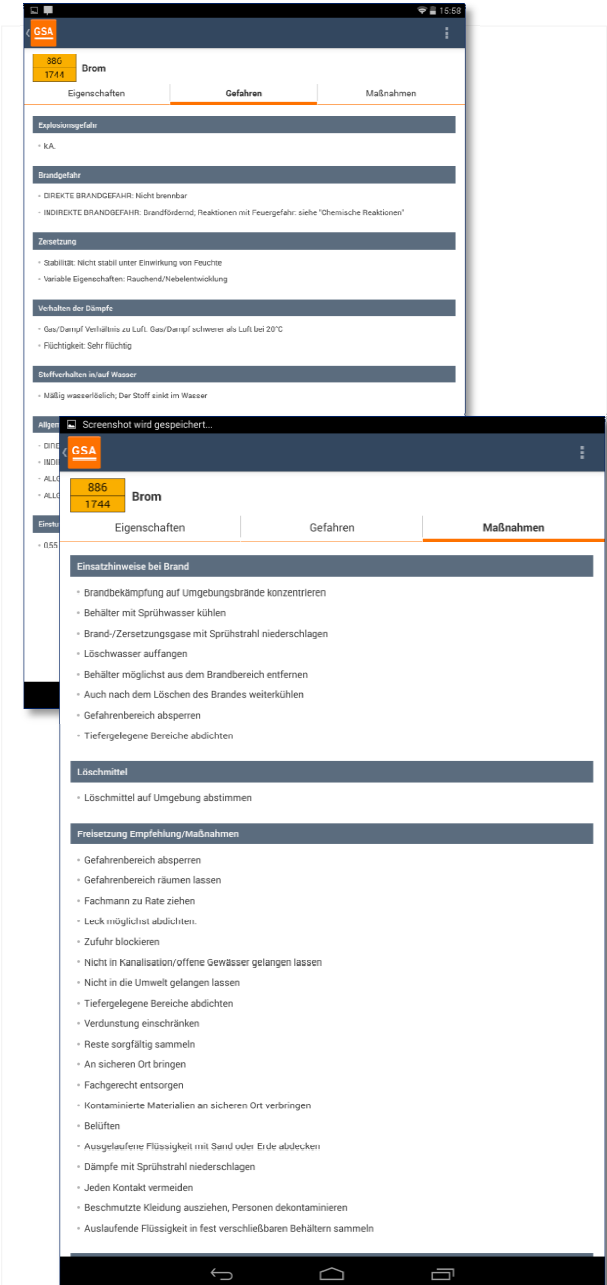 15:58
GSA
886
1744
Brom
Eigenschaften
Gefahren
Maßnahmen
Explosionsgefahr
- k.A.
Brandgefahr
- DIREKTE BRANDGEFAHR: Nicht brennbar
- INDIREKTE BRANDGEFAHR: Brandfördernd; Reaktionen mit Feuergefahr: siehe "Chemische Reaktionen"
Zersetzung
- Stabilität: Nicht stabil unter Einwirkung von Feuchte
- Variable Eigenschaften: Rauchend/Nebelentwicklung
Verhalten der Dämpfe
- Gas/Dampf Verhältnis zu Luft: Gas/Dampf schwerer als Luft bei 20°C
- Flüchtigkeit: Sehr flüchtig
Stoffverhalten in/auf Wasser
- Mäßig wasserlöslich; Der Stoff sinkt im Wasser
Allgem
- DIRE
- INDI
- ALLG
- ALLG
Einstu
- 0.55
Screenshot wird gespeichert...
GSA
886
1744
Brom
Eigenschaften
Gefahren
Maßnahmen
Einsatzhinweise bei Brand
- Brandbekämpfung auf Umgebungsbrände konzentrieren
- Behälter mit Sprühwasser kühlen
- Brand-/Zersetzungsgase mit Sprühstrahl niederschlagen
- Löschwasser auffangen
- Behälter möglichst aus dem Brandbereich entfernen
- Auch nach dem Löschen des Brandes weiterkühlen
- Gefahrenbereich absperren
- Tiefergelegene Bereiche abdichten
Löschmittel
- Löschmittel auf Umgebung abstimmen
Freisetzung Empfehlung/Maßnahmen
- Gefahrenbereich absperren
- Gefahrenbereich räumen lassen
- Fachmann zu Rate ziehen
- Leck möglichst abdichten.
- Zufuhr blockieren
- Nicht in Kanalisation/offene Gewässer gelangen lassen
- Nicht in die Umwelt gelangen lassen
- Tiefergelegene Bereiche abdichten
- Verdunstung einschränken
- Reste sorgfältig sammeln
- An sicheren Ort bringen
- Fachgerecht entsorgen
- Kontaminierte Materialien an sicheren Ort verbringen
- Belüften
- Ausgelaufene Flüssigkeit mit Sand oder Erde abdecken
- Dämpfe mit Sprühstrahl niederschlagen
- Jeden Kontakt vermeiden
- Beschmutzte Kleidung ausziehen, Personen dekontaminieren
- Auslaufende Flüssigkeit in fest verschließbaren Behältern sammeln